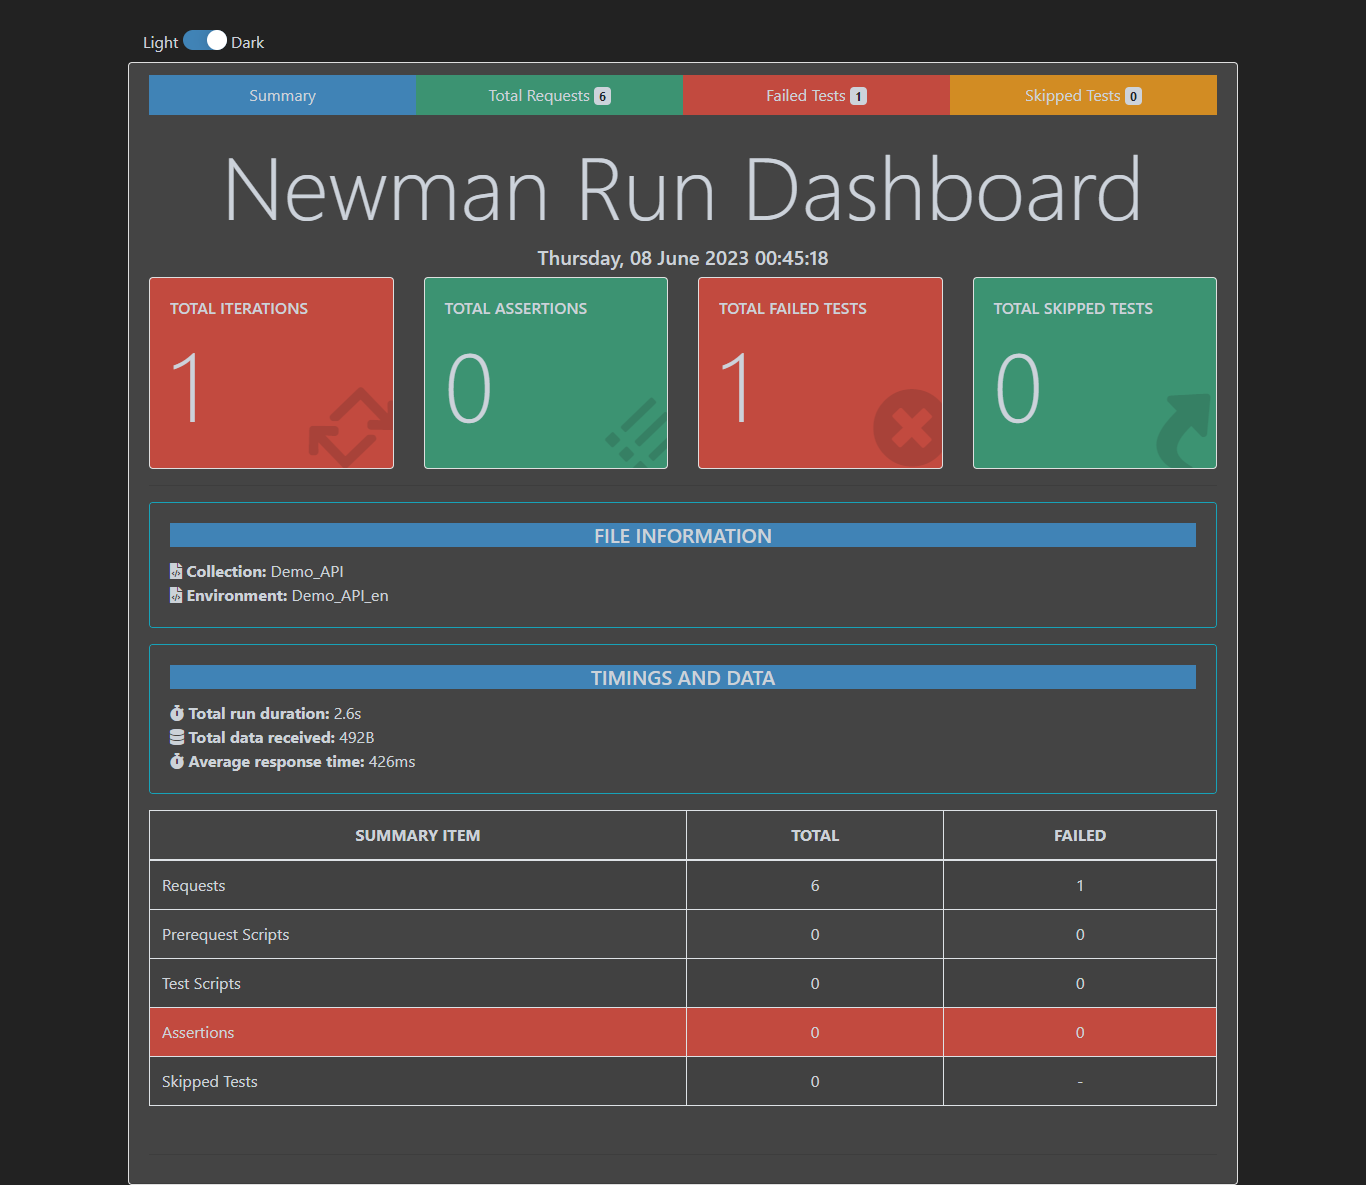 Light Dark
Summary Total Requests 6 Failed Tests 1 Skipped Tests 0
Newman Run Dashboard
Thursday, 08 June 2023 00:45:18
TOTAL ITERATIONS TOTAL ASSERTIONS TOTAL FAILED TESTS TOTAL SKIPPED TESTS
1 0 1 0
FILE INFORMATION
Collection: Demo_API
Environment: Demo_API_en
TIMINGS AND DATA
Total run duration: 2.6s
Total data received: 492B
Average response time: 426ms
SUMMARY ITEM TOTAL FAILED
Requests 6 1
Prerequest Scripts 0 0
Test Scripts 0 0
Assertions 0 0
Skipped Tests 0 -